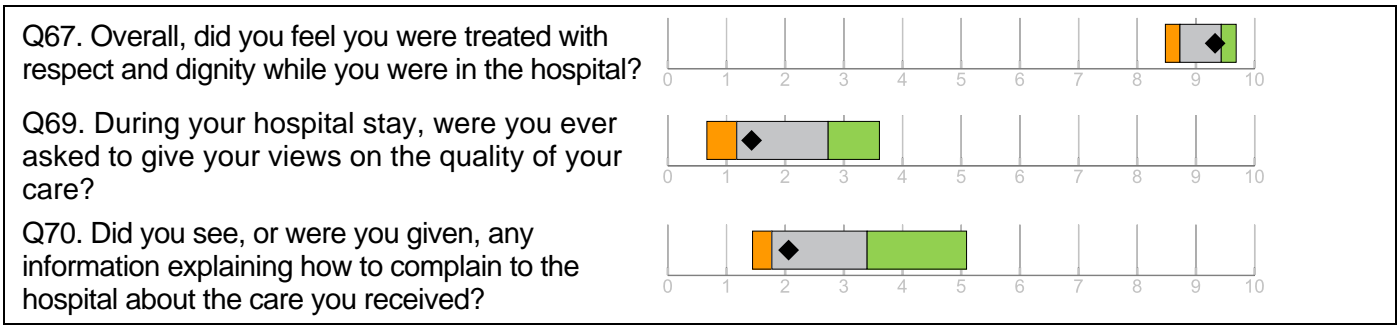 Q67. Overall, did you feel you were treated with
respect and dignity while you were in the hospital?
0 1 2 3 4 5 6 7 8 9 10
Q69. During your hospital stay, were you ever
asked to give your views on the quality of your
care?
0 1 2 3 4 5 6 7 8 9 10
Q70. Did you see, or were you given, any
information explaining how to complain to the
hospital about the care you received?
0 1 2 3 4 5 6 7 8 9 10